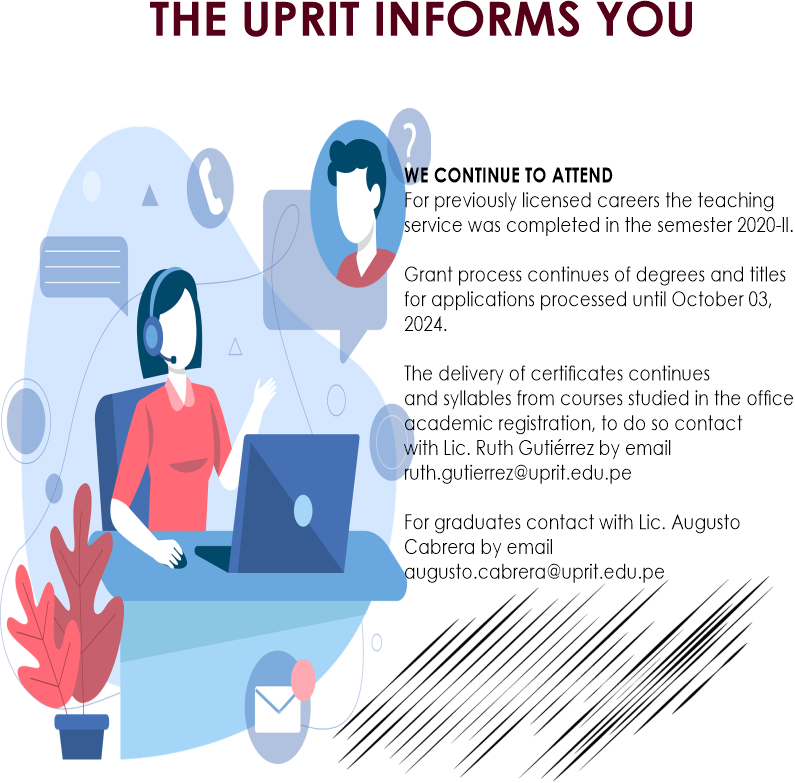 THE UPRIT INFORMS YOU
?
WE CONTINUE TO ATTEND
For previously licensed careers the teaching
service was completed in the semester 2020-II.
Grant process continues of degrees and titles
for applications processed until October 03,
2024.
The delivery of certificates continues
and syllables from courses studied in the office
academic registration, to do so contact
with Lic. Ruth Gutiérrez by email
ruth.gutierrez@uprit.edu.pe
For graduates contact with Lic. Augusto
Cabrera by email
augusto.cabrera@uprit.edu.pe